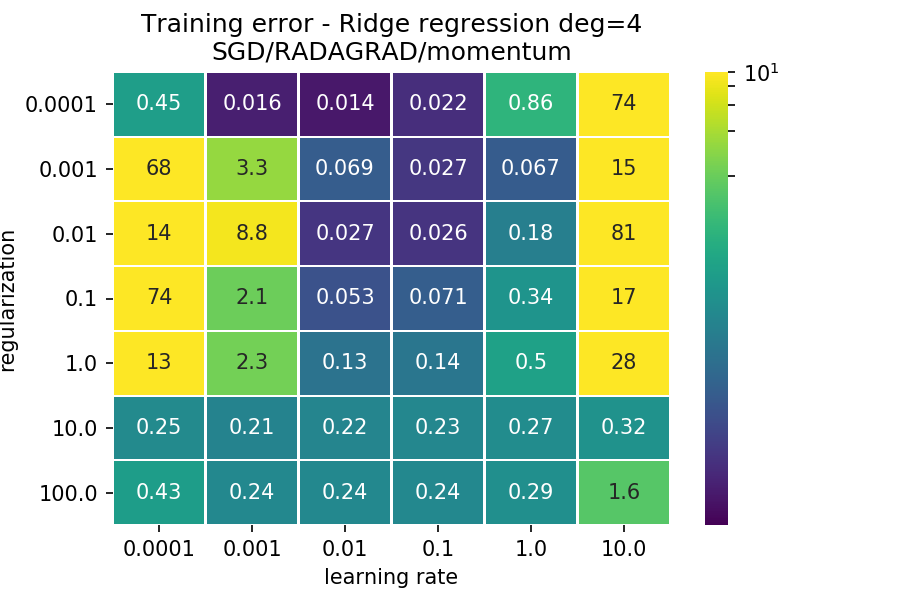 Training error - Ridge regression deg=4
SGD/RADAGRAD/momentum
10¹
0.0001 0.45 0.016 0.014 0.022 0.86 74
0.001 68 3.3 0.069 0.027 0.067 15
0.01 14 8.8 0.027 0.026 0.18 81
0.1 74 2.1 0.053 0.071 0.34 17
1.0 13 2.3 0.13 0.14 0.5 28
10.0 0.25 0.21 0.22 0.23 0.27 0.32
100.0 0.43 0.24 0.24 0.24 0.29 1.6
regularization
0.0001 0.001 0.01 0.1 1.0 10.0
learning rate